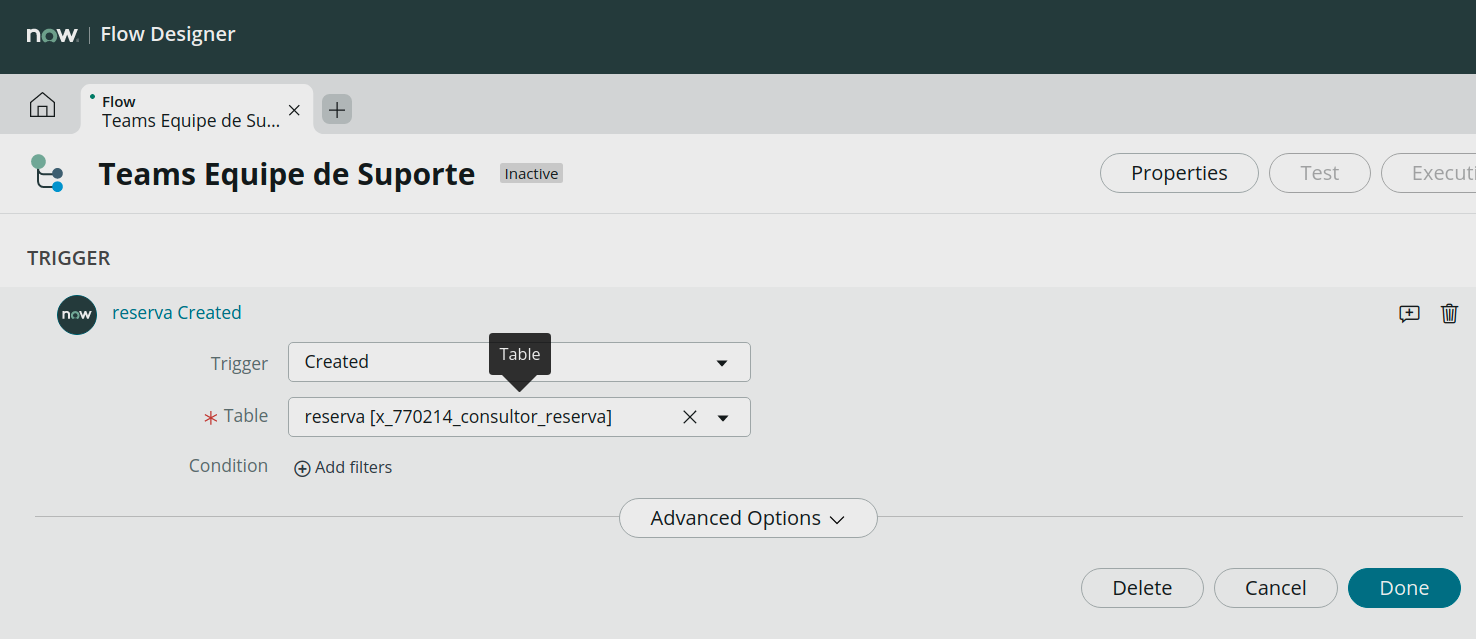 now. | Flow Designer
Flow
Teams Equipe de Su...
Teams Equipe de Suporte Inactive Properties Test Executi
TRIGGER
now reserva Created
Table
Trigger Created
* Table reserva [x_770214_consultor_reserva]
Condition Add filters
Advanced Options
Delete Cancel Done